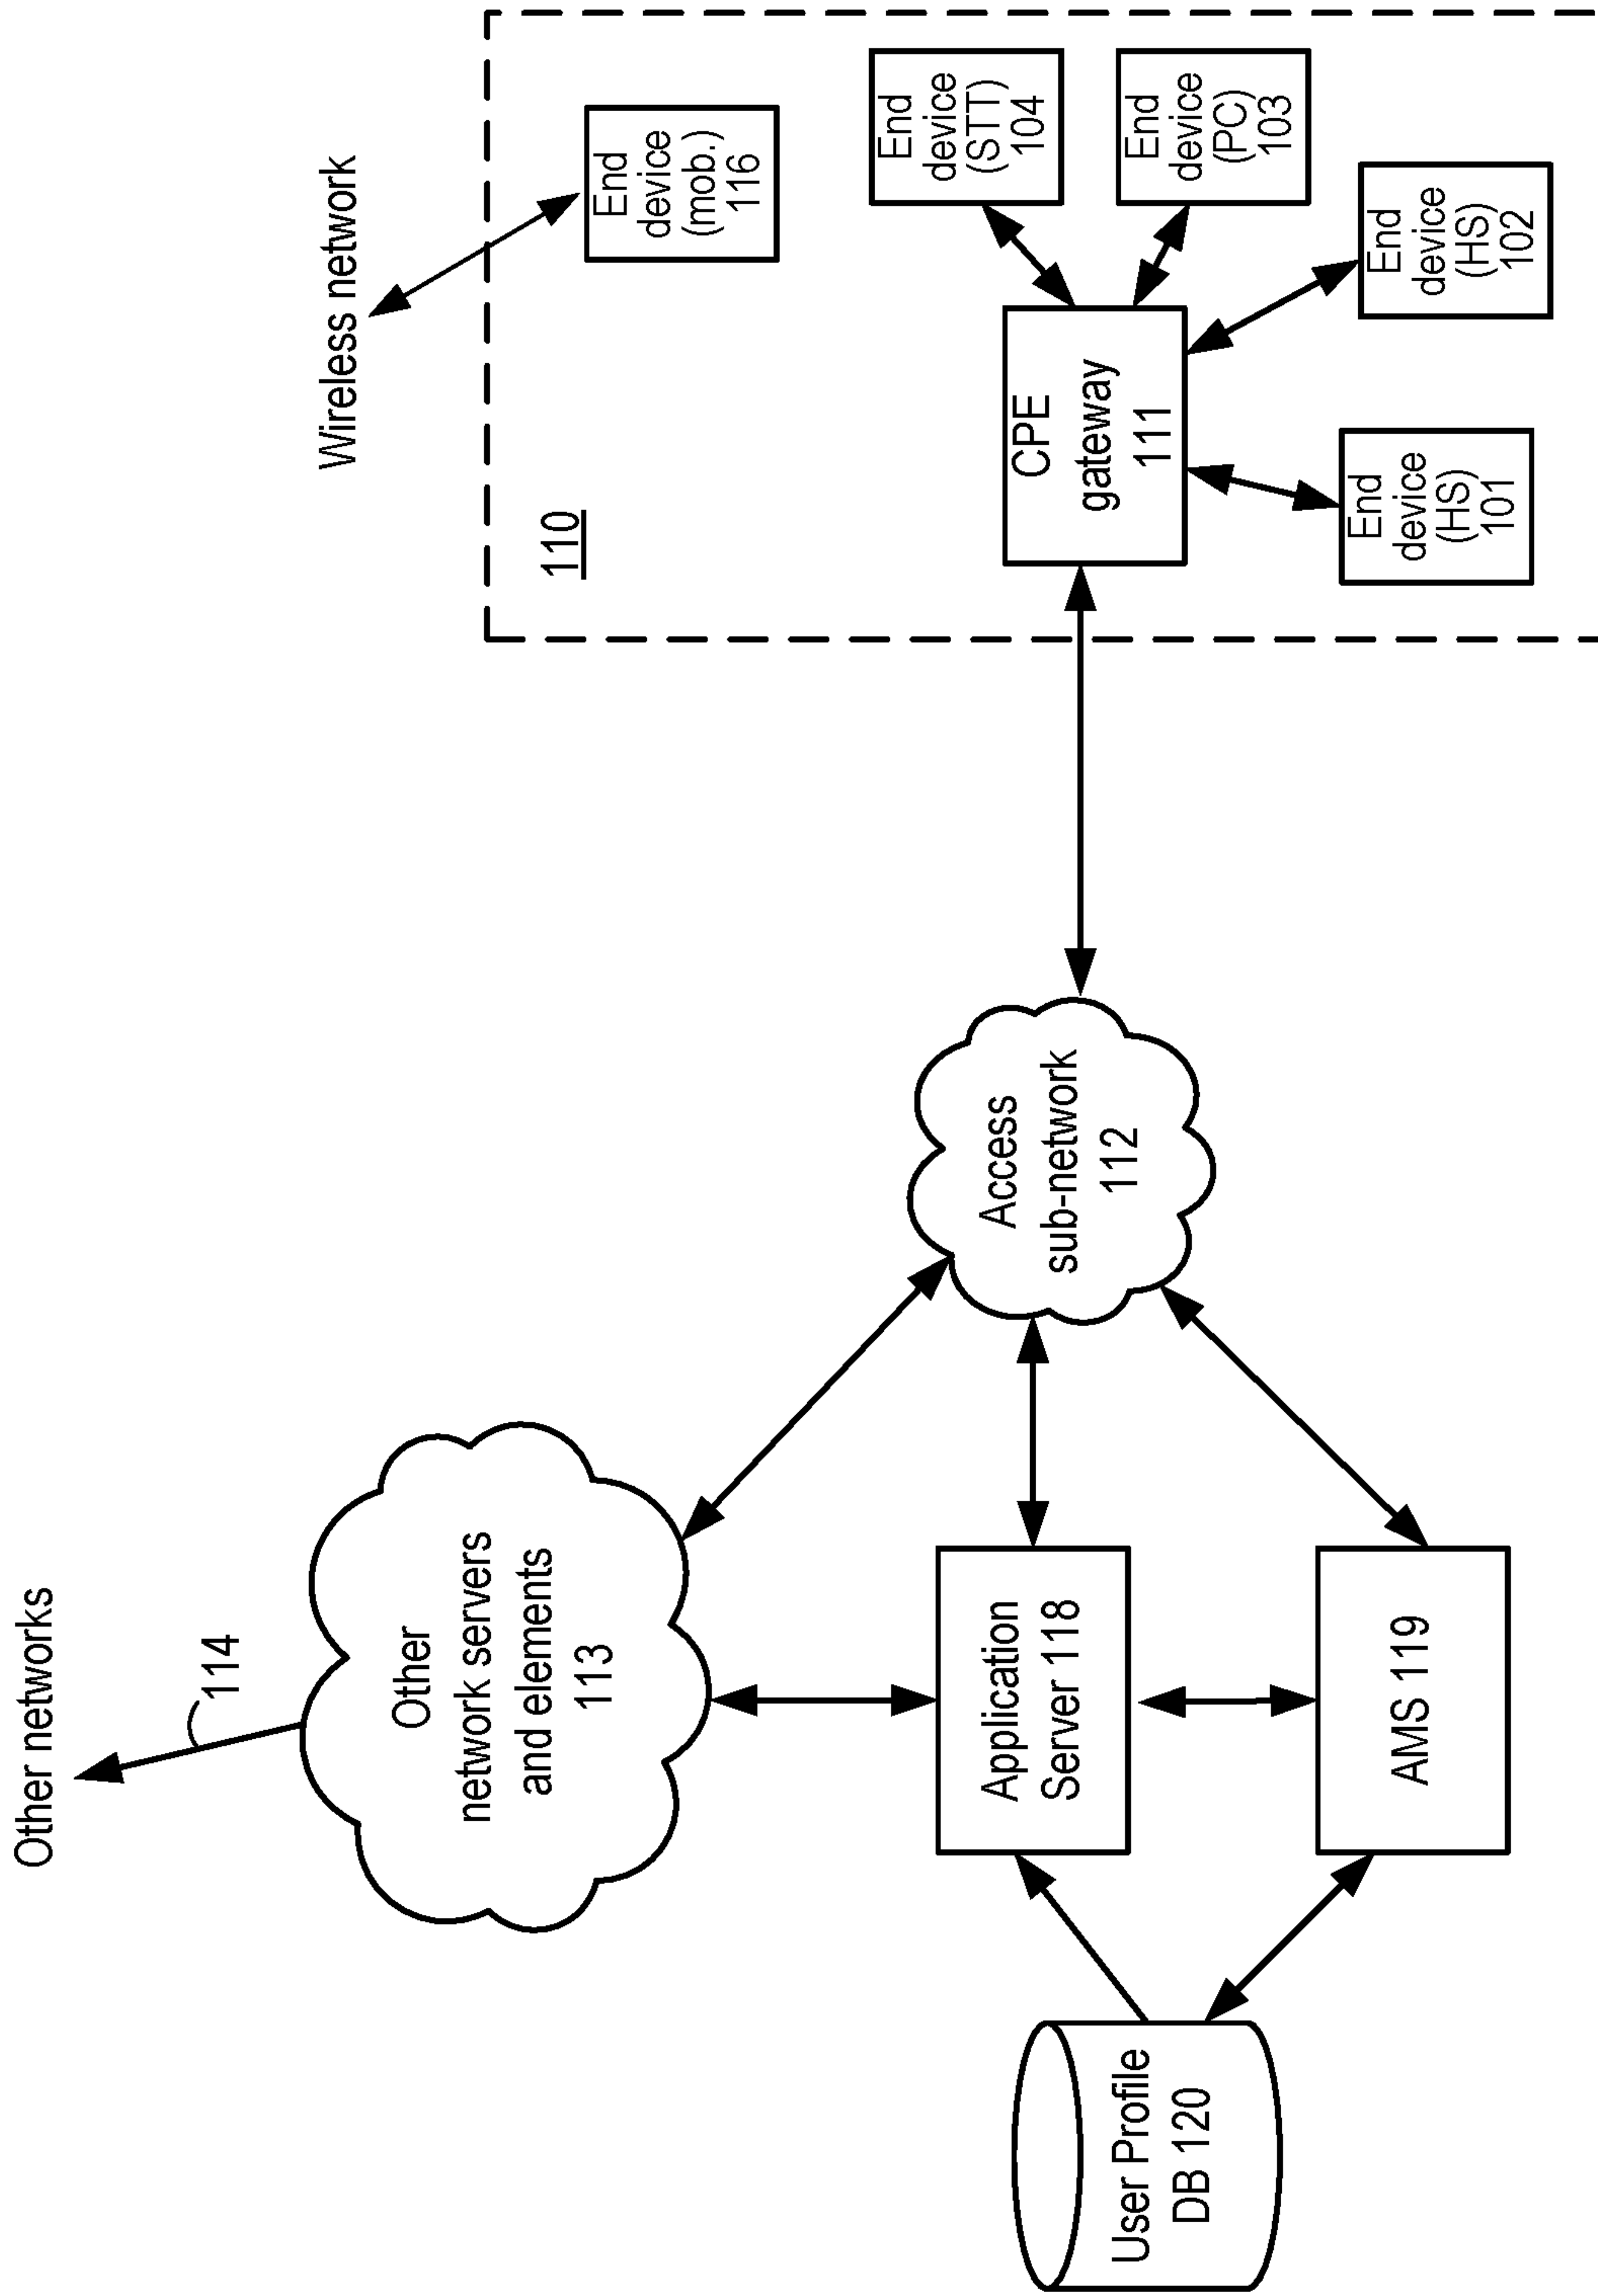 Other networks
114
Other
network servers
and elements
113
Wireless network
110
End
device
(mob.)
116
User Profile
DB 120
Application
Server 118
AMS 119
Access
sub-network
112
CPE
gateway
111
End
device
(STT)
104
End
device
(PC)
103
End
device
(HS)
102
End
device
(HS)
101